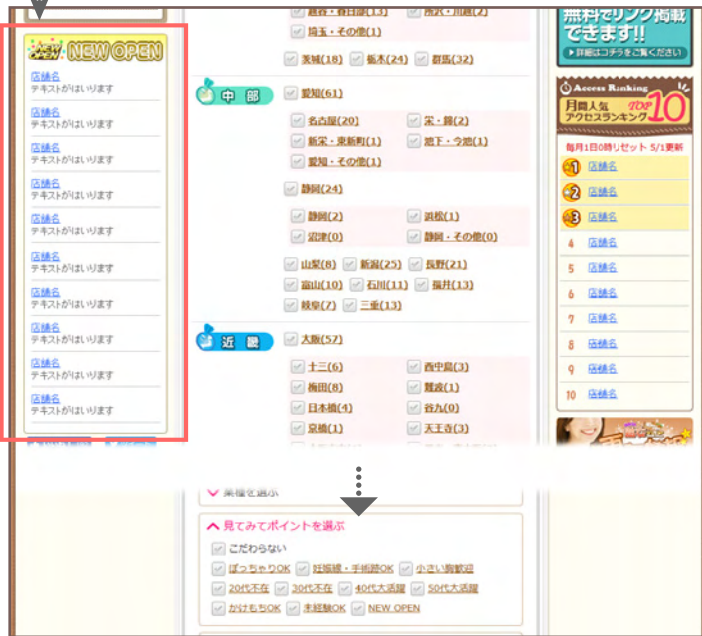 NEW OPEN NEW OPEN
店舗名
テキストがはいります
店舗名
テキストがはいります
店舗名
テキストがはいります
店舗名
テキストがはいります
店舗名
テキストがはいります
店舗名
テキストがはいります
店舗名
テキストがはいります
店舗名
テキストがはいります
店舗名
テキストがはいります
店舗名
テキストがはいります
越谷・春日部(13) 所沢・川越(2)
埼玉・その他(1)
茨城(18) 栃木(24) 群馬(32)
中部
愛知(61)
名古屋(20) 栄・錦(2)
新栄・東新町(1) 池下・今池(1)
愛知・その他(1)
静岡(24)
静岡(2) 浜松(1)
沼津(0) 静岡・その他(0)
山梨(8) 新潟(25) 長野(21)
富山(10) 石川(11) 福井(13)
岐阜(7) 三重(13)
近畿
大阪(57)
十三(6) 西中島(3)
梅田(8) 難波(1)
日本橋(4) 谷九(0)
京橋(1) 天王寺(3)
業種を選ぶ
見てみてポイントを選ぶ
こだわらない
ぽっちゃりOK 妊娠線・手術跡OK 小さい胸歓迎
20代不在 30代不在 40代大活躍 50代大活躍
かけもちOK 未経験OK NEW OPEN
無料でリンク掲載
できます!!
詳細はコチラをご覧ください
Access Rinking
月間人気 TOP10
アクセスランキング
毎月1日0時リセット 5/1更新
1 店舗名
2 店舗名
3 店舗名
4 店舗名
5 店舗名
6 店舗名
7 店舗名
8 店舗名
9 店舗名
10 店舗名